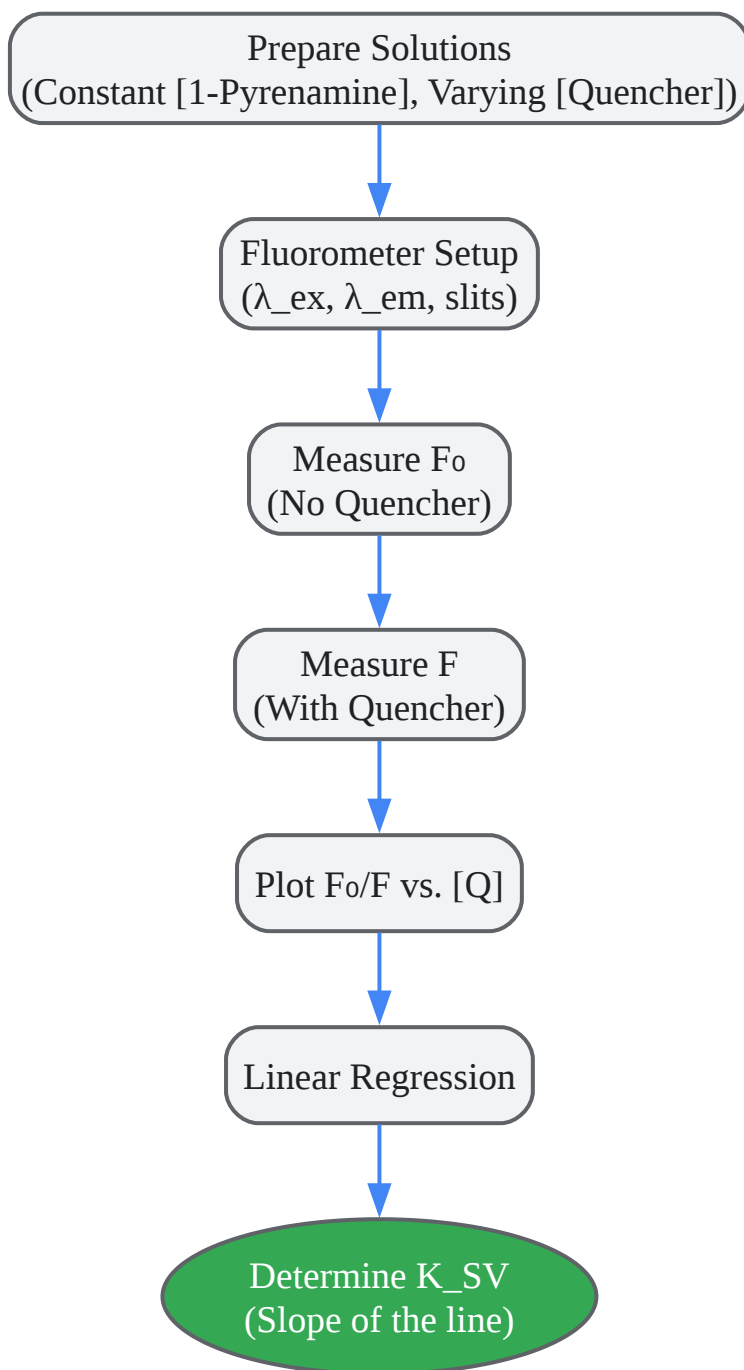 Prepare Solutions
(Constant [1-Pyrenamine], Varying [Quencher])
Fluorometer Setup
(λ_ex, λ_em, slits)
Measure F₀
(No Quencher)
Measure F
(With Quencher)
Plot F₀/F vs. [Q]
Linear Regression
Determine K_SV
(Slope of the line)